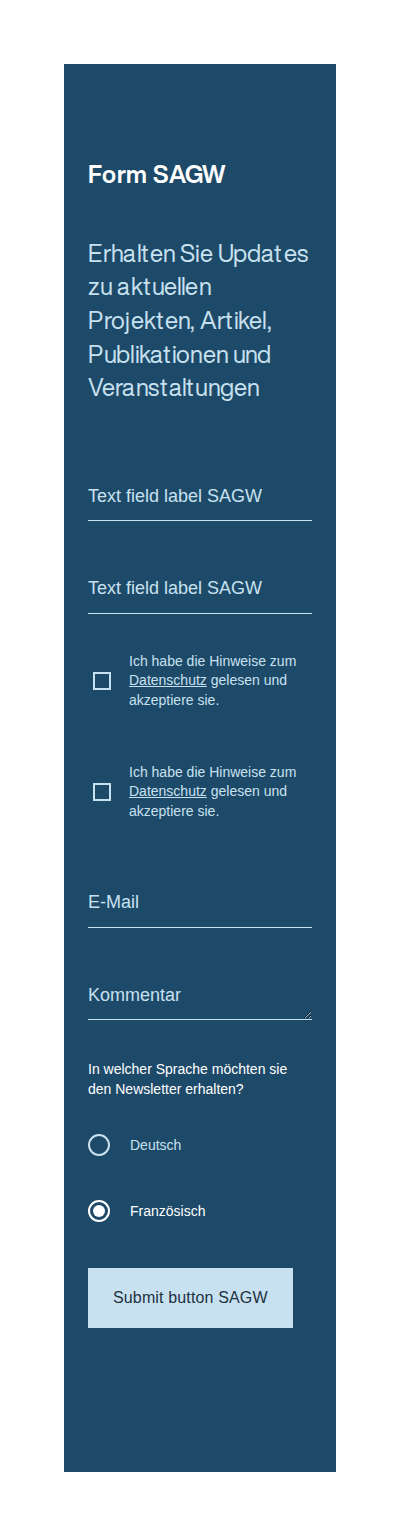 Form SAGW
Erhalten Sie Updates
zu aktuellen
Projekten, Artikel,
Publikationen und
Veranstaltungen
Text field label SAGW
Text field label SAGW
Ich habe die Hinweise zum
Datenschutz gelesen und
akzeptiere sie.
Ich habe die Hinweise zum
Datenschutz gelesen und
akzeptiere sie.
E-Mail
Kommentar
In welcher Sprache möchten sie
den Newsletter erhalten?
Deutsch
Französisch
Submit button SAGW